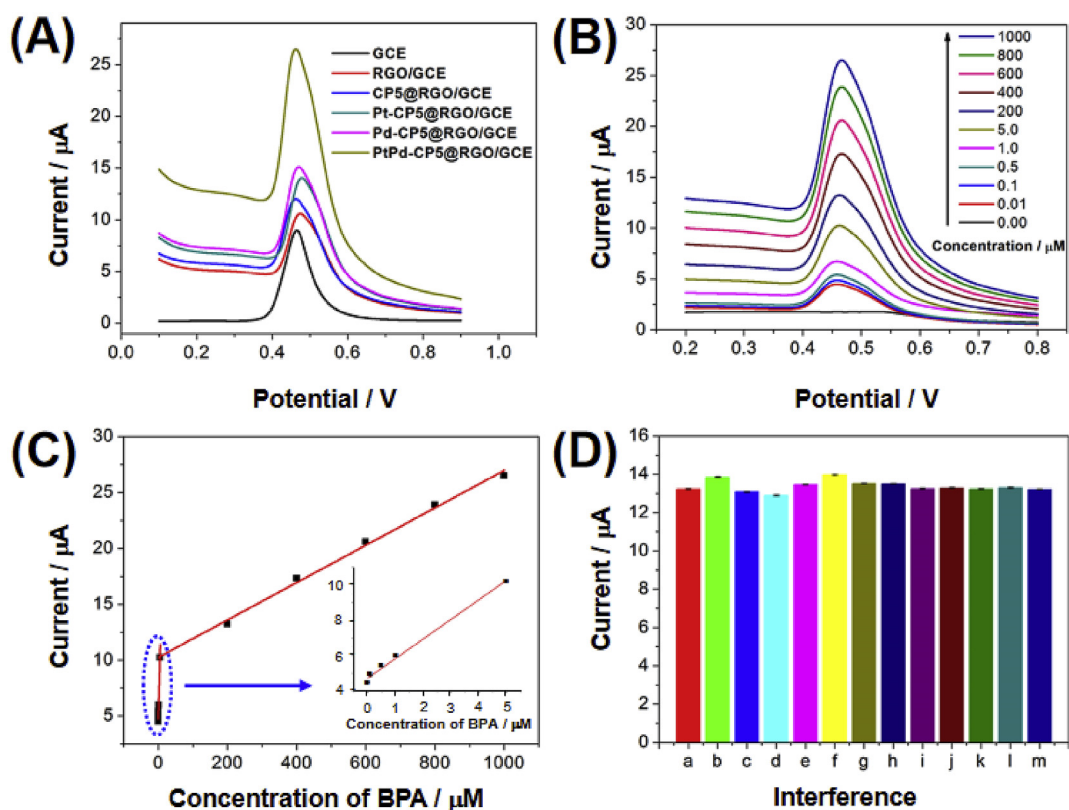 (A)
Current / μA
25
20
15
10
5
0
GCE
RGO/GCE
CP5@RGO/GCE
Pt-CP5@RGO/GCE
Pd-CP5@RGO/GCE
PtPd-CP5@RGO/GCE
0.0 0.2 0.4 0.6 0.8 1.0
Potential / V
(B)
Current / μA
30
25
20
15
10
5
0
1000
800
600
400
200
5.0
1.0
0.5
0.1
0.01
0.00
Concentration / μM
0.2 0.3 0.4 0.5 0.6 0.7 0.8
Potential / V
(C)
Current / μA
30
25
20
15
10
5
10
8
6
4
0 1 2 3 4 5
Concentration of BPA / μM
0 200 400 600 800 1000
Concentration of BPA / μM
(D)
Current / μA
16
14
12
10
8
6
4
2
0
a b c d e f g h i j k l m
Interference